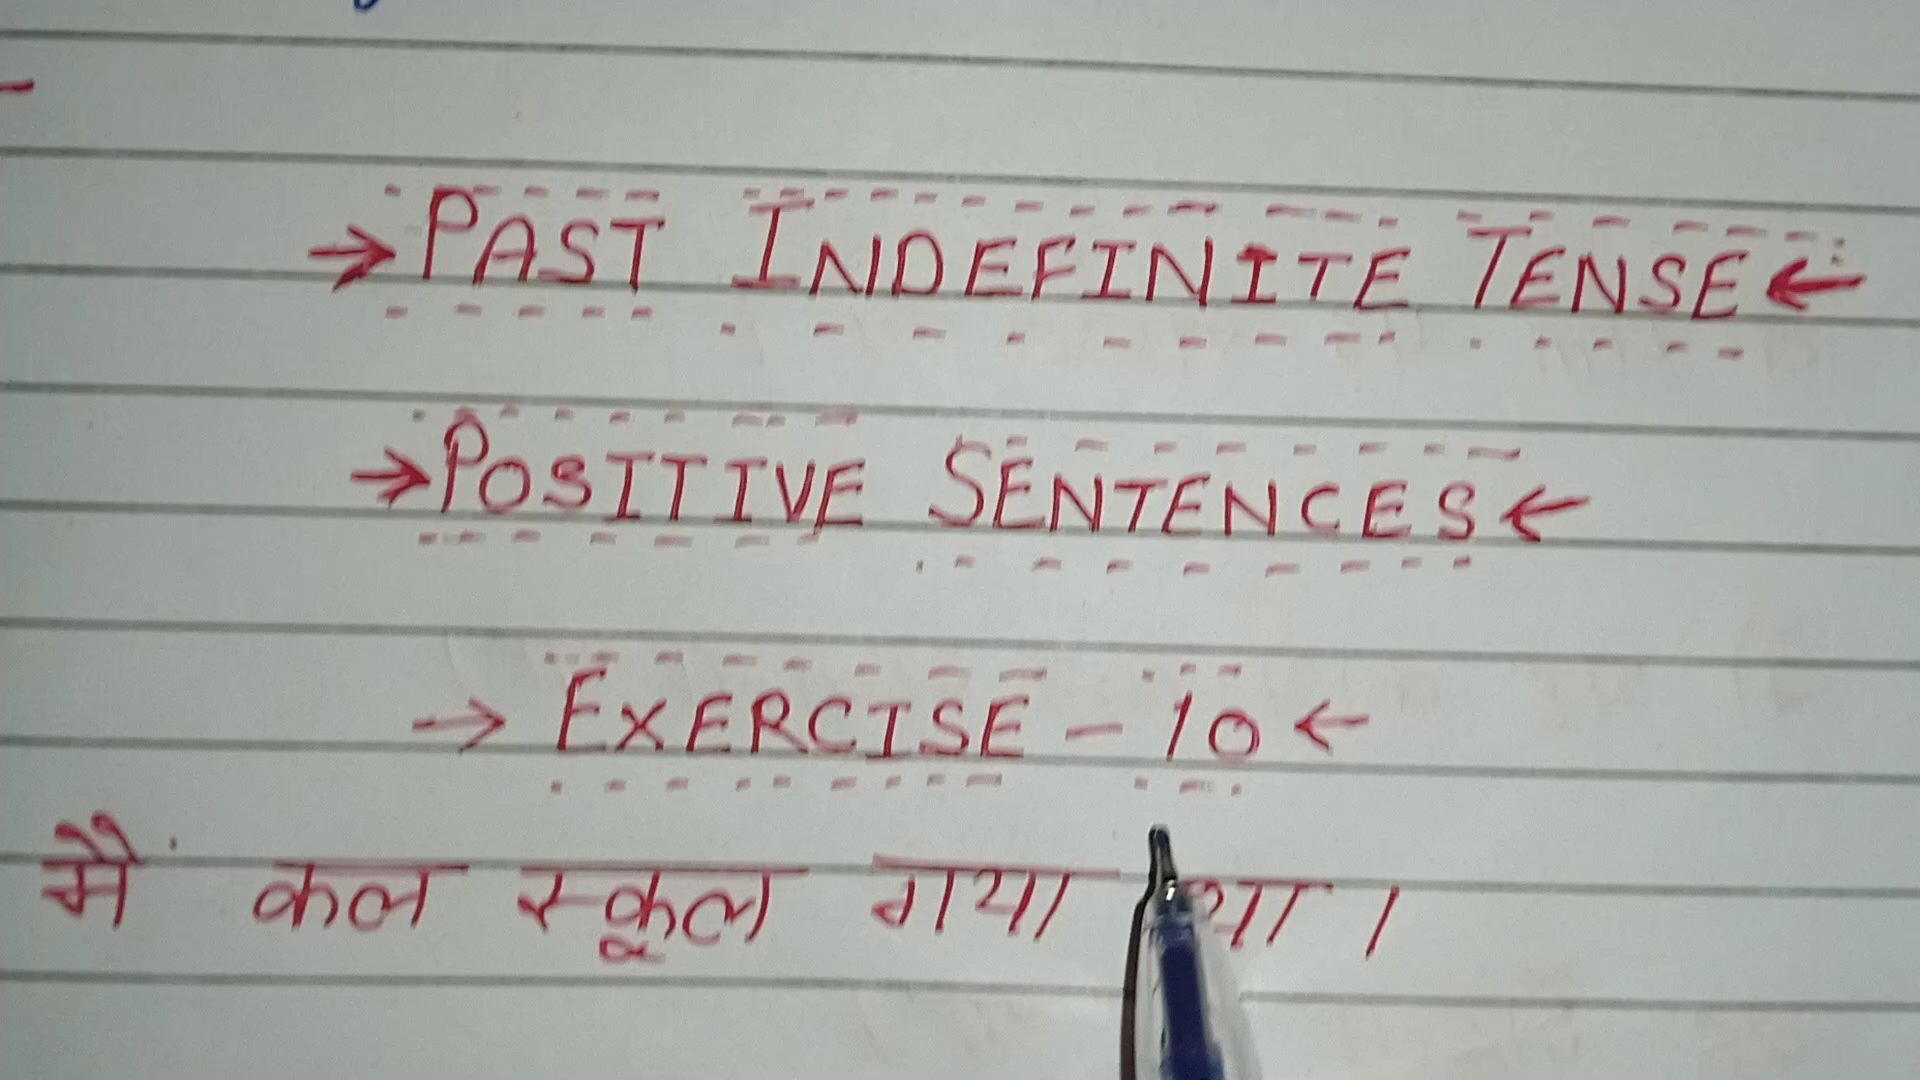 → PAST INDEFINITE TENSE ←
→ POSITIVE SENTENCES ←
→ EXERCISE - 10 ←
मैं कल स्कूल गया था ।